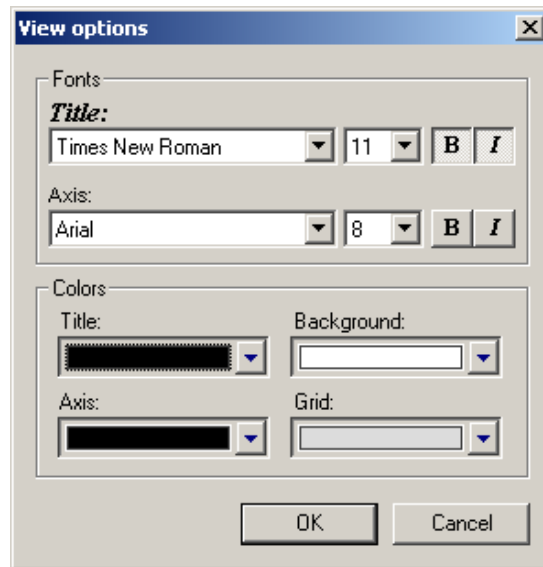 View options
Fonts
Title:
Times New Roman 11 B I
Axis:
Arial 8 B I
Colors
Title: Background:
Axis: Grid:
OK Cancel